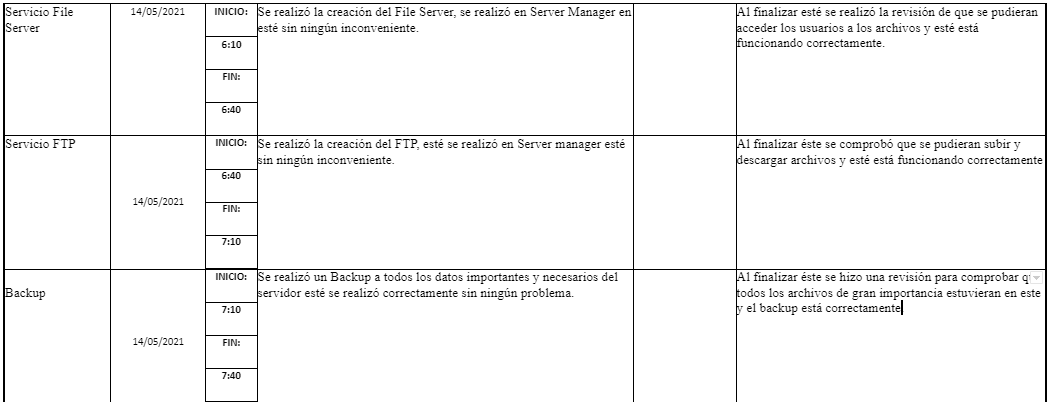 Servicio File
Server
14/05/2021
INICIO:
6:10
FIN:
6:40
Se realizó la creación del File Server, se realizó en Server Manager en
esté sin ningún inconveniente.
Al finalizar esté se realizó la revisión de que se pudieran
acceder los usuarios a los archivos y esté está
funcionando correctamente.
Servicio FTP
14/05/2021
INICIO:
6:40
FIN:
7:10
Se realizó la creación del FTP, esté se realizó en Server manager esté
sin ningún inconveniente.
Al finalizar éste se comprobó que se pudieran subir y
descargar archivos y esté está funcionando correctamente
Backup
14/05/2021
INICIO:
7:10
FIN:
7:40
Se realizó un Backup a todos los datos importantes y necesarios del
servidor esté se realizó correctamente sin ningún problema.
Al finalizar éste se hizo una revisión para comprobar
todos los archivos de gran importancia estuvieran en este
y el backup está correctamente